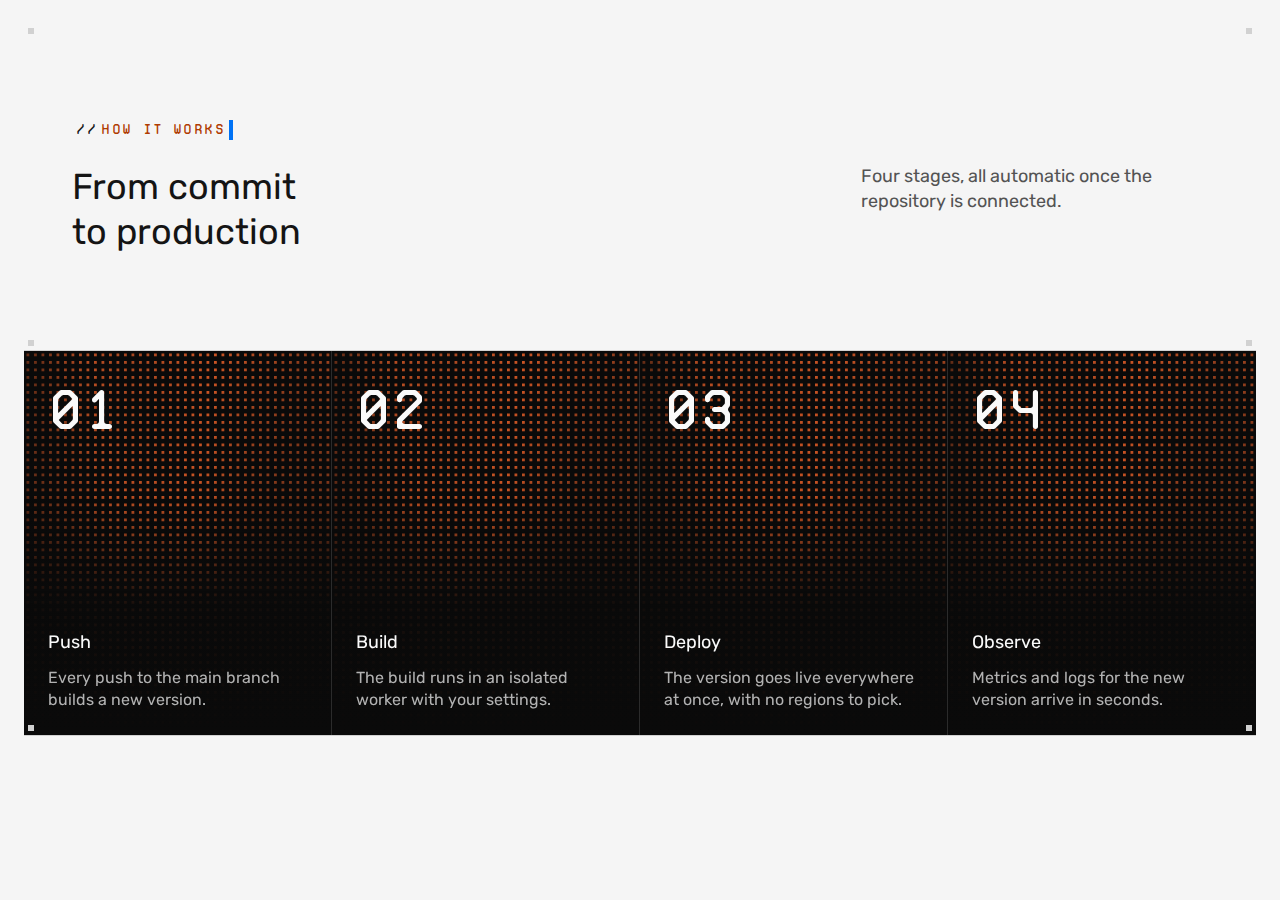 // HOW IT WORKS
From commit
to production
Four stages, all automatic once the
repository is connected.
01
Push
Every push to the main branch
builds a new version.
02
Build
The build runs in an isolated
worker with your settings.
03
Deploy
The version goes live everywhere
at once, with no regions to pick.
04
Observe
Metrics and logs for the new
version arrive in seconds.